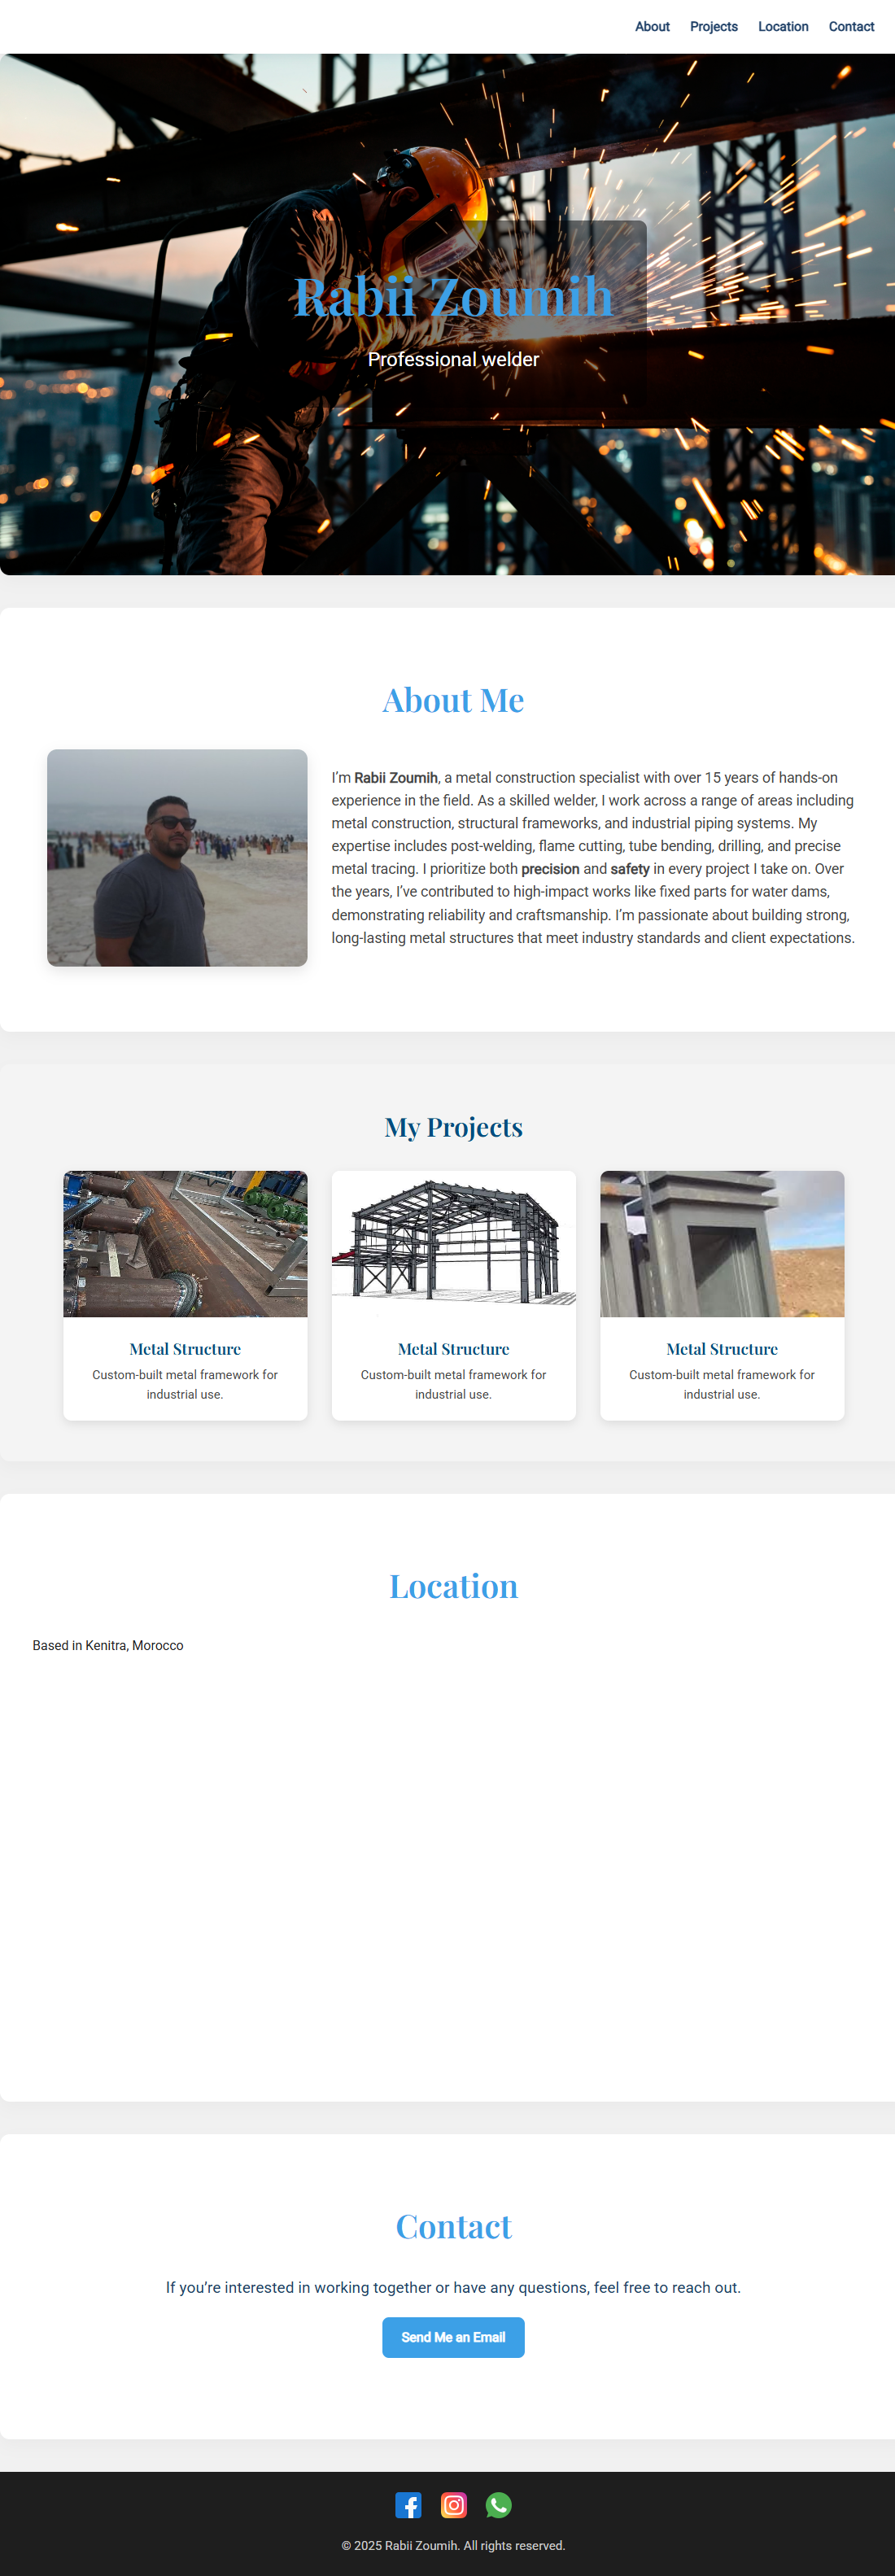 About Projects Location Contact
Rabii Zoumih
Professional welder
About Me
I’m Rabii Zoumih, a metal construction specialist with over 15 years of hands-on
experience in the field. As a skilled welder, I work across a range of areas including
metal construction, structural frameworks, and industrial piping systems. My
expertise includes post-welding, flame cutting, tube bending, drilling, and precise
metal tracing. I prioritize both precision and safety in every project I take on. Over
the years, I’ve contributed to high-impact works like fixed parts for water dams,
demonstrating reliability and craftsmanship. I’m passionate about building strong,
long-lasting metal structures that meet industry standards and client expectations.
My Projects
Metal Structure
Custom-built metal framework for
industrial use.
Metal Structure
Custom-built metal framework for
industrial use.
Metal Structure
Custom-built metal framework for
industrial use.
Location
Based in Kenitra, Morocco
Contact
If you’re interested in working together or have any questions, feel free to reach out.
Send Me an Email
© 2025 Rabii Zoumih. All rights reserved.